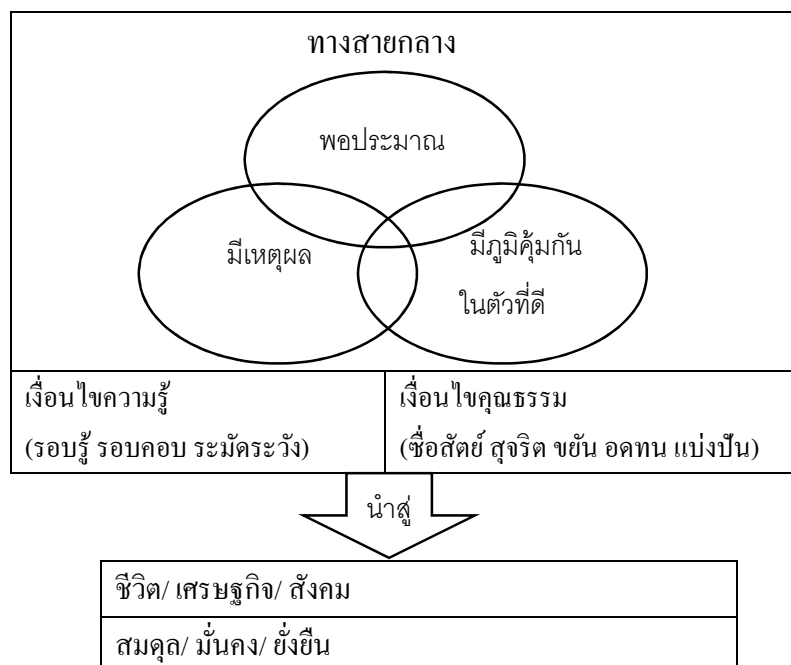 ทางสายกลาง
พอประมาณ
มีเหตุผล
มีภูมิคุ้มกัน
ในตัวที่ดี
เงื่อนไขความรู้
(รอบรู้ รอบคอบ ระมัดระวัง)
เงื่อนไขคุณธรรม
(ซื่อสัตย์ สุจริต ขยัน อดทน แบ่งปัน)
นำสู่
ชีวิต/ เศรษฐกิจ/ สังคม
สมดุล/ มั่นคง/ ยั่งยืน